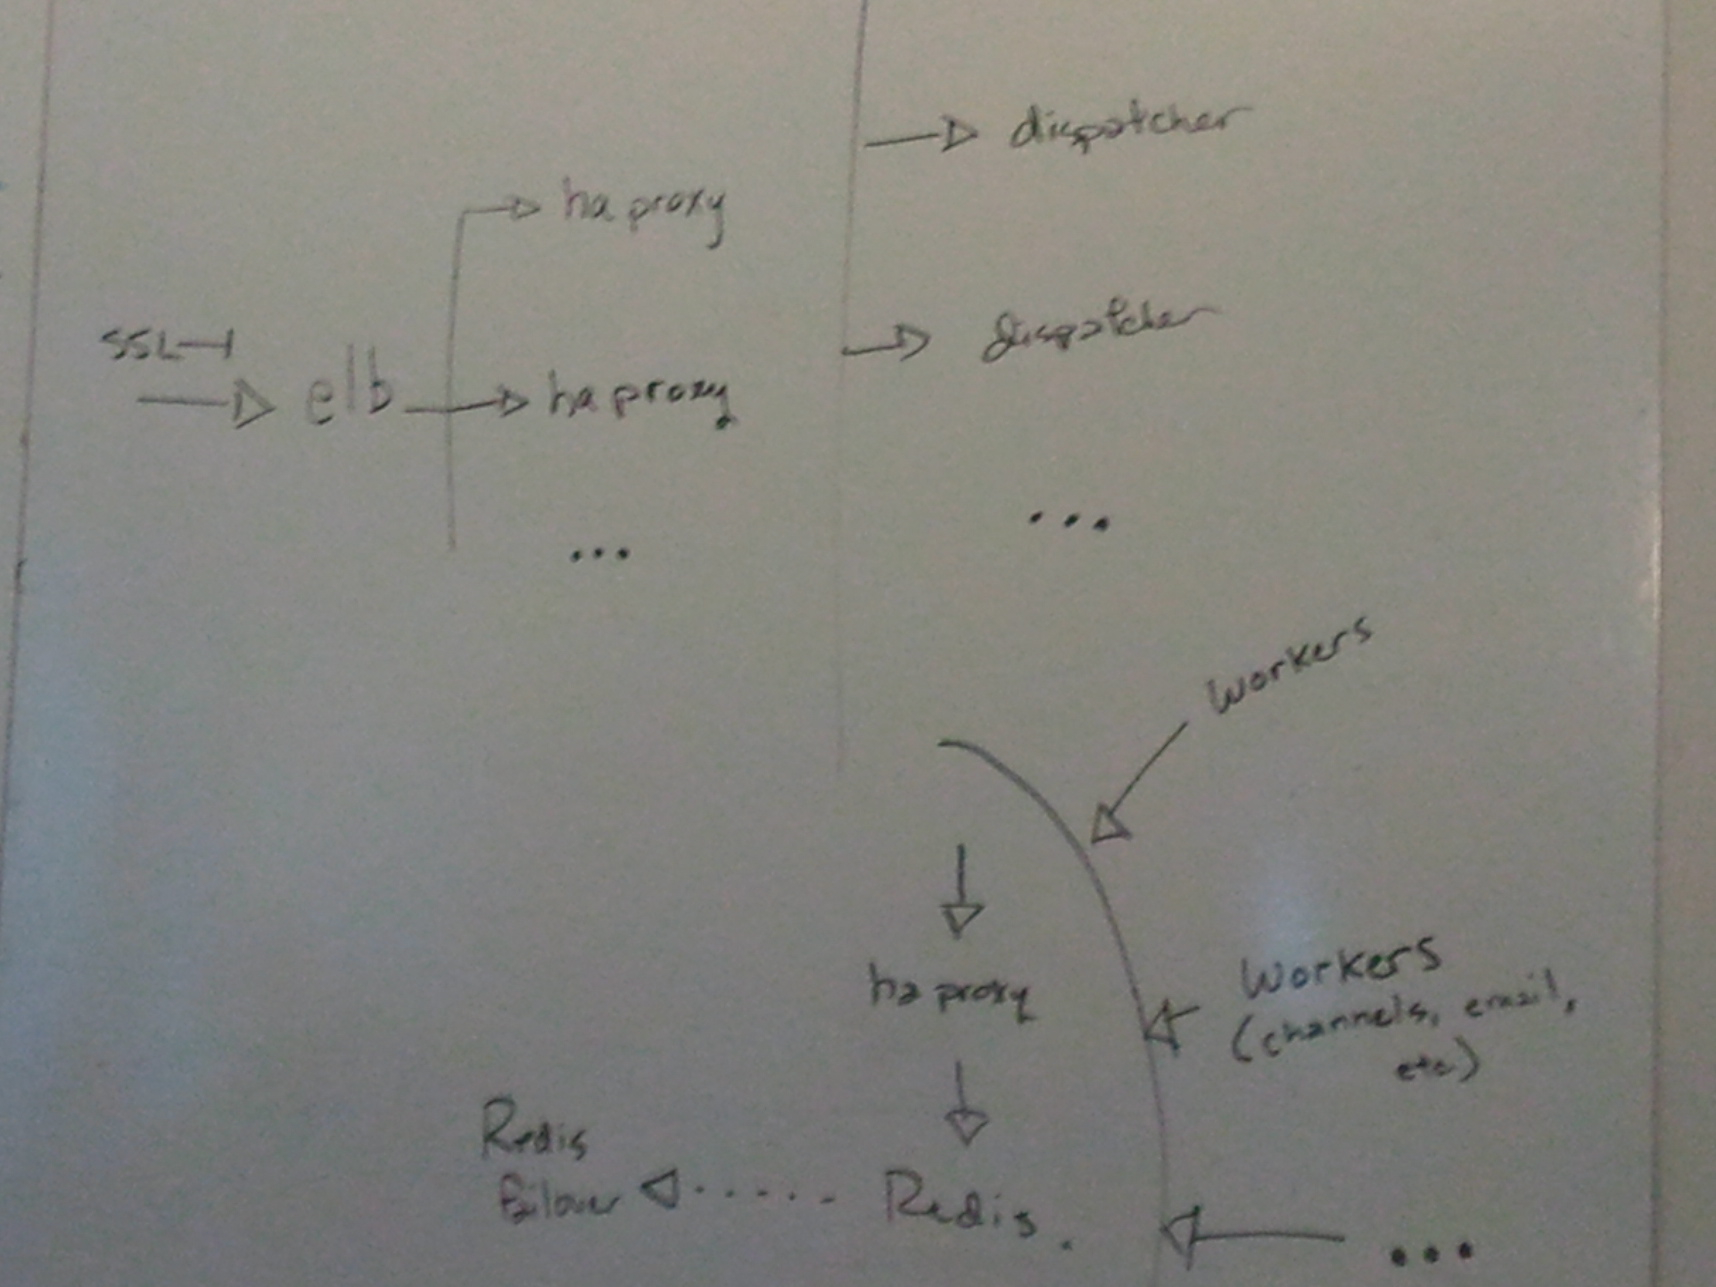 dispatcher
ha proxy
SSL
elb
ha proxy
dispatcher
...
...
Workers
ha proxy
Workers
(channels, email,
etc)
Redis
Failover
Redis.
...